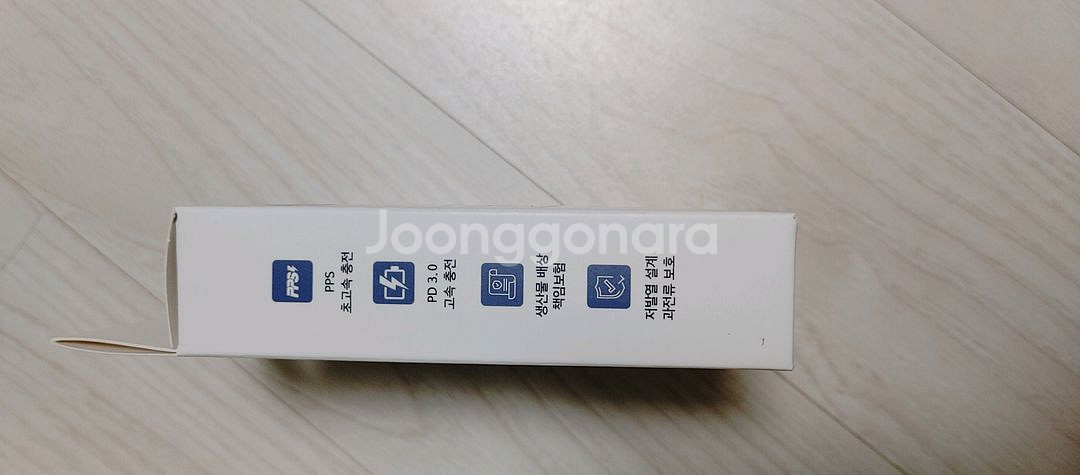 Joonggonara
PPS
PPS
초고속 충전
PD 3.0
고속 충전
생산물 배상
책임보험
저발열 설계
과전류 보호